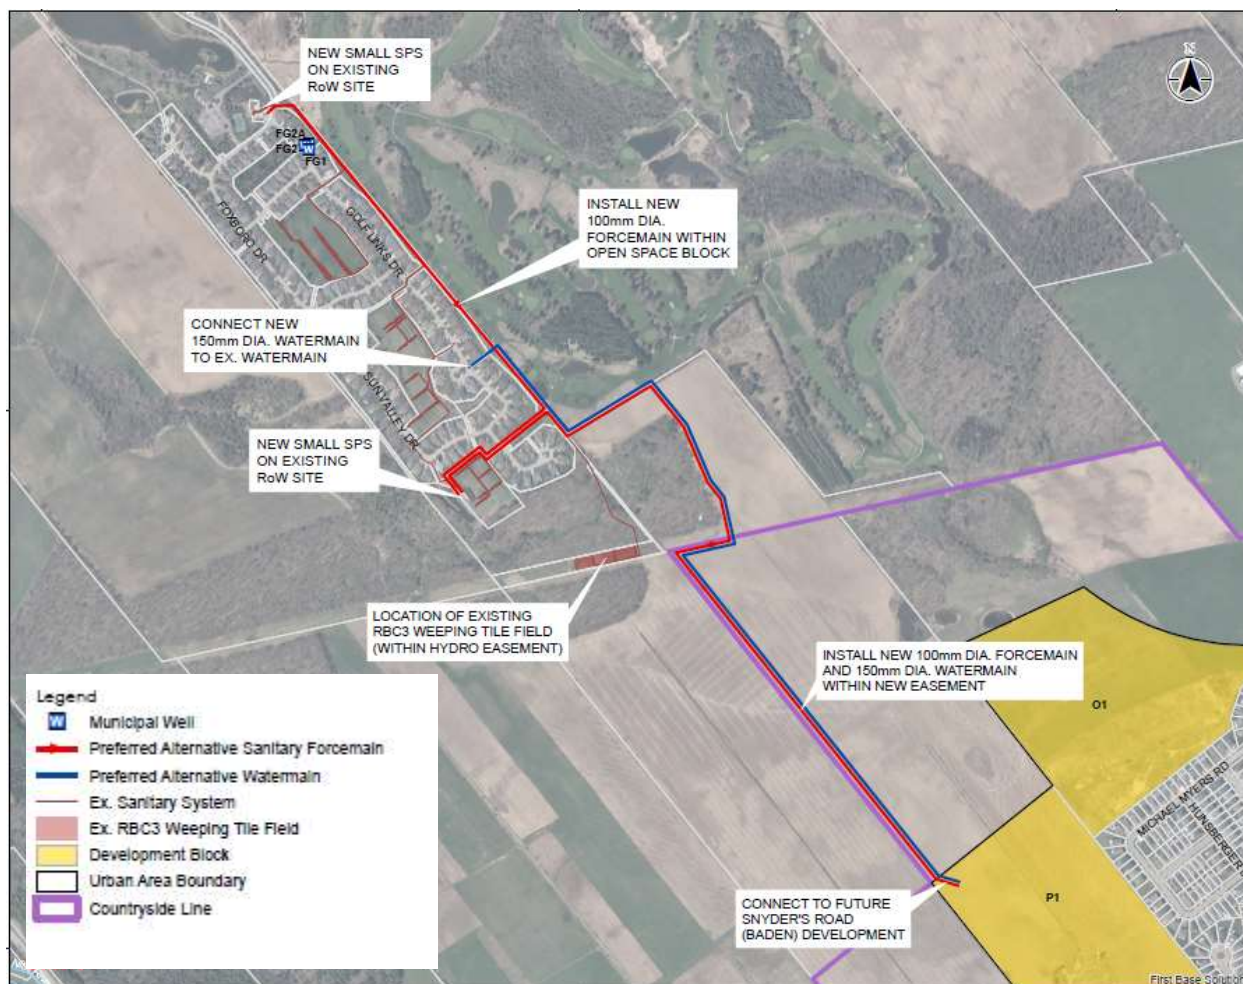 NEW SMALL SPS
ON EXISTING
RoW SITE
N
FG2A
FG2
W
FG1
FOXBORO DR
GOLF LINKS DR
INSTALL NEW
100mm DIA.
FORCEMAIN WITHIN
OPEN SPACE BLOCK
CONNECT NEW
150mm DIA. WATERMAIN
TO EX. WATERMAIN
SUNVALLEY DR
NEW SMALL SPS
ON EXISTING
RoW SITE
LOCATION OF EXISTING
RBC3 WEEPING TILE FIELD
(WITHIN HYDRO EASEMENT)
INSTALL NEW 100mm DIA. FORCEMAIN
AND 150mm DIA. WATERMAIN
WITHIN NEW EASEMENT
O1
MICHAEL MYERS RD
HUNSBERGER
P1
CONNECT TO FUTURE
SNYDER'S ROAD
(BADEN) DEVELOPMENT
Legend
W Municipal Well
Preferred Alternative Sanitary Forcemain
Preferred Alternative Watermain
Ex. Sanitary System
Ex. RBC3 Weeping Tile Field
Development Block
Urban Area Boundary
Countryside Line
First Base Solution